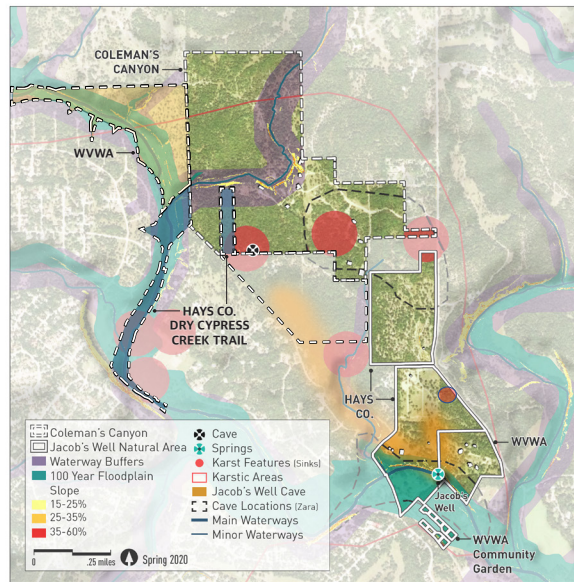 COLEMAN'S
CANYON
WVWA
HAYS CO.
DRY CYPRESS
CREEK TRAIL
HAYS
CO.
WVWA
Jacob's
Well
WVWA
Community
Garden
Coleman's Canyon
Jacob's Well Natural Area
Waterway Buffers
100 Year Floodplain
Slope
15-25%
25-35%
35-60%
Cave
Springs
Karst Features (Sinks)
Karstic Areas
Jacob's Well Cave
Cave Locations (Zara)
Main Waterways
Minor Waterways
0
.25 miles
Spring 2020